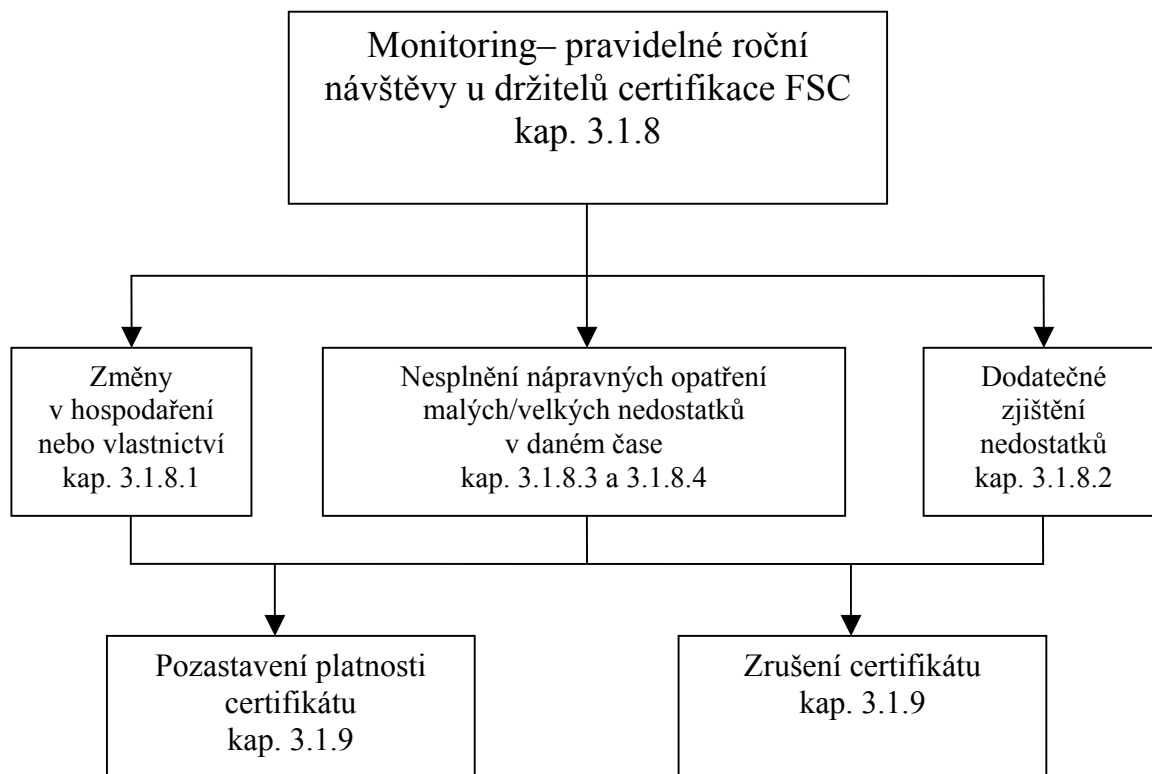 Monitoring– pravidelné roční
návštěvy u držitelů certifikace FSC
kap. 3.1.8
Změny
v hospodaření
nebo vlastnictví
kap. 3.1.8.1
Nesplnění nápravných opatření
malých/velkých nedostatků
v daném čase
kap. 3.1.8.3 a 3.1.8.4
Dodatečné
zjištění
nedostatků
kap. 3.1.8.2
Pozastavení platnosti
certifikátu
kap. 3.1.9
Zrušení certifikátu
kap. 3.1.9